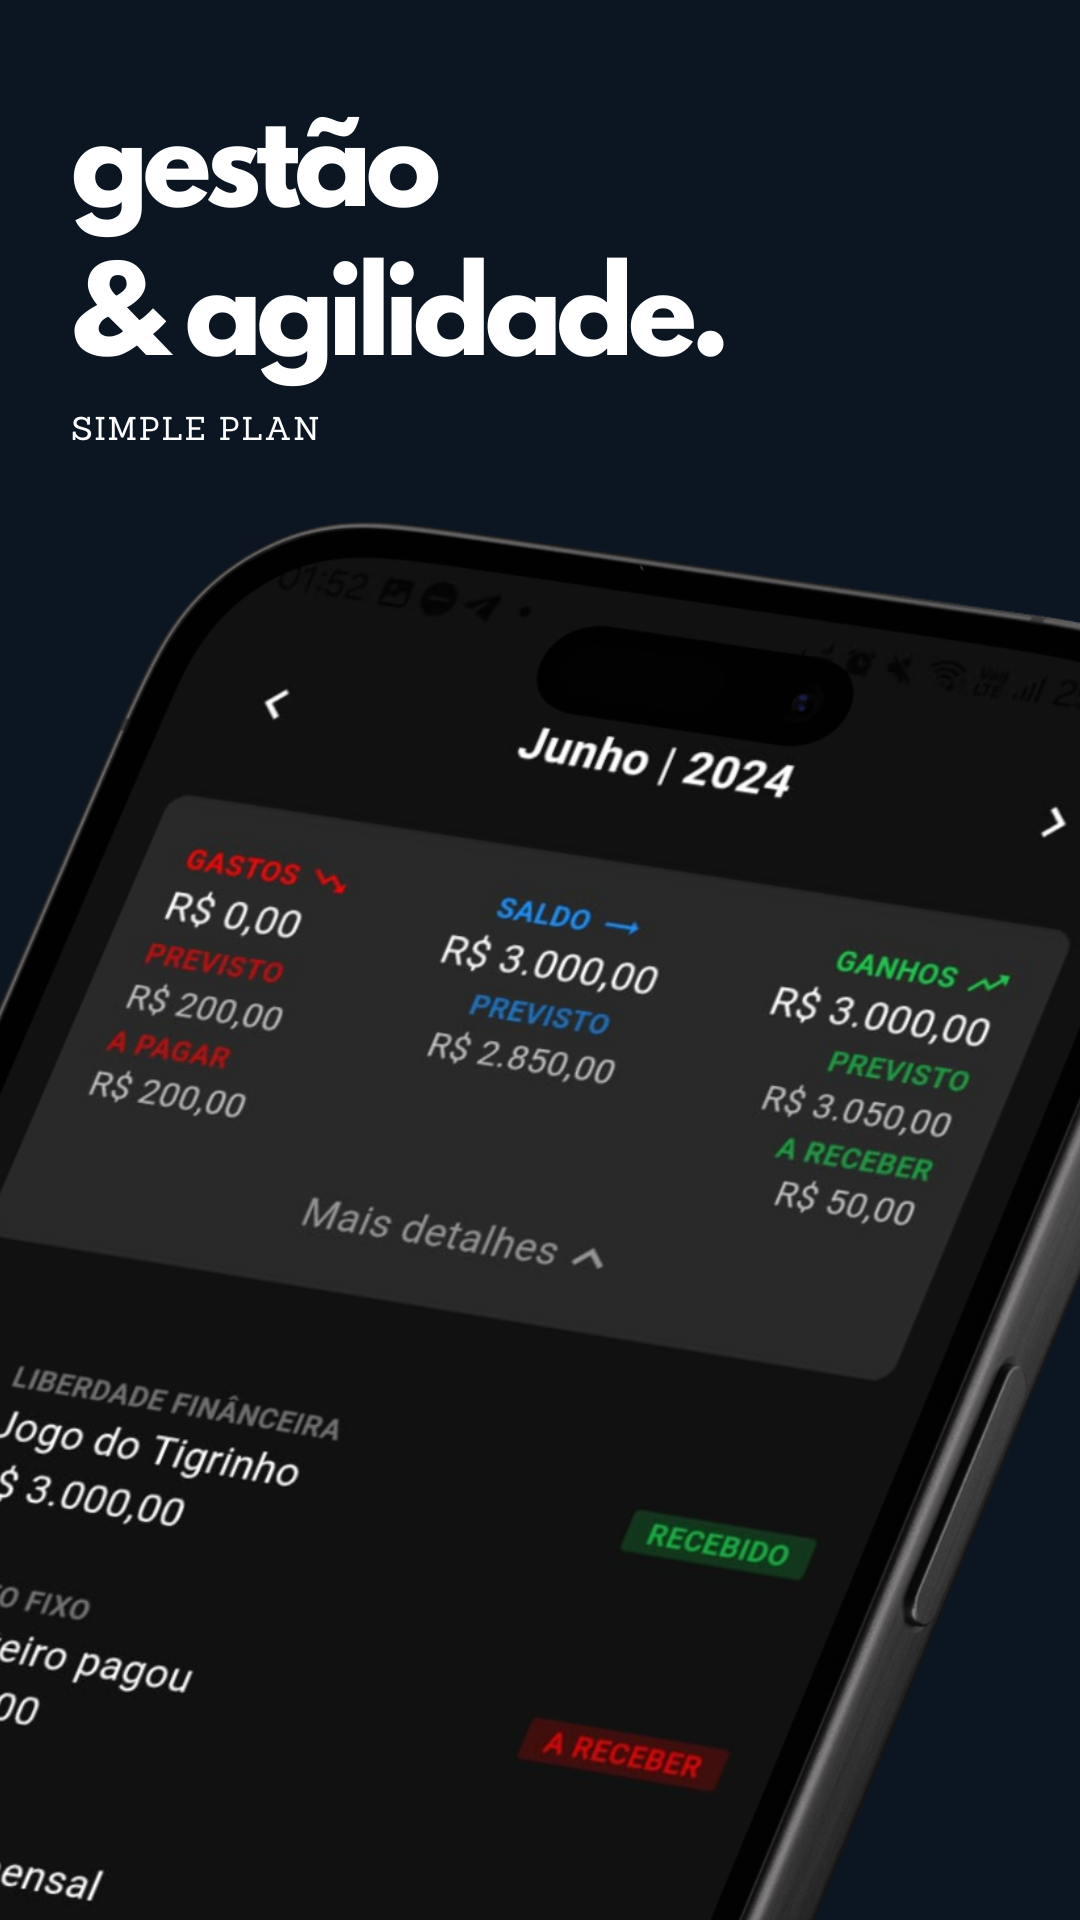 gestão
& agilidade.
SIMPLE PLAN
01:52
Junho | 2024
GASTOS
R$ 0,00
PREVISTO
R$ 200,00
A PAGAR
R$ 200,00
SALDO
R$ 3.000,00
PREVISTO
R$ 2.850,00
GANHOS
R$ 3.000,00
PREVISTO
R$ 3.050,00
A RECEBER
R$ 50,00
Mais detalhes
LIBERDADE FINÂNCEIRA
Jogo do Tigrinho
$ 3.000,00
RECEBIDO
O FIXO
eiro pagou
00
A RECEBER
ensal